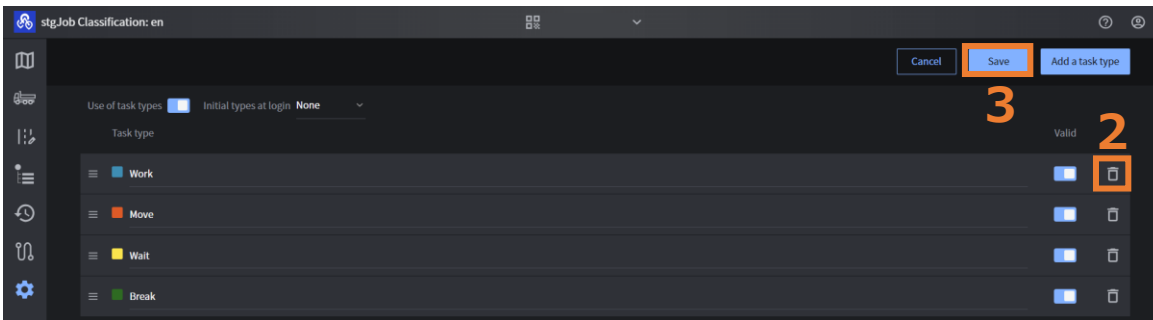 stgJob Classification: en
Cancel Save Add a task type
3
Use of task types Initial types at login None
Task type Valid
2
Work
Move
Wait
Break